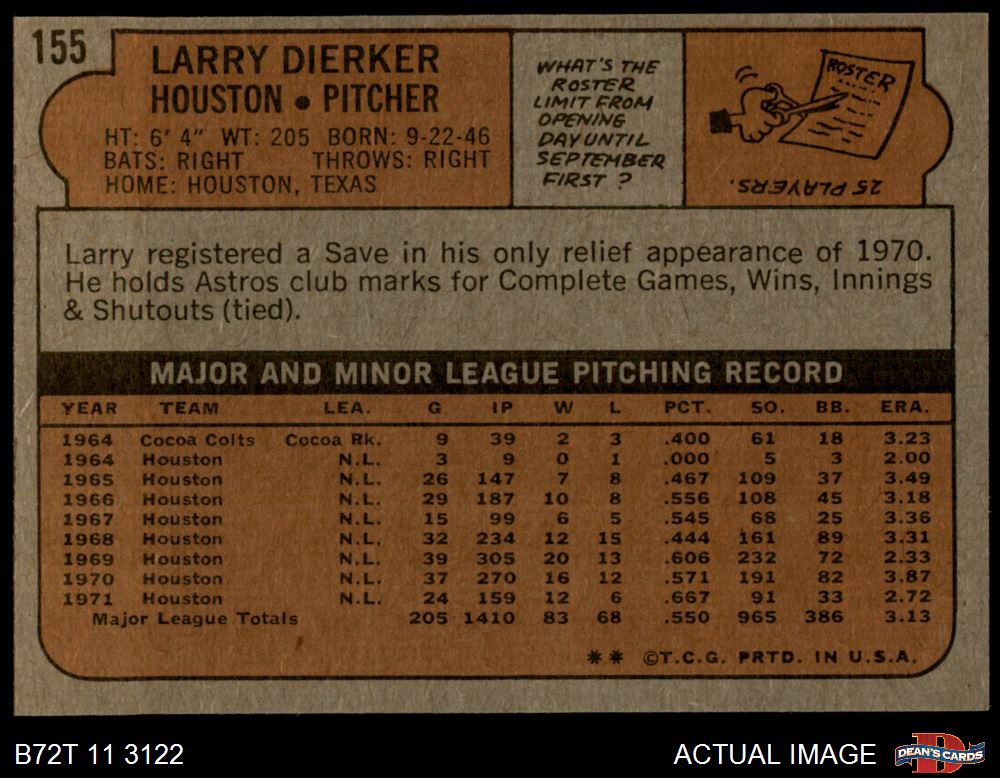 155
LARRY DIERKER
HOUSTON • PITCHER
HT: 6' 4" WT: 205 BORN: 9-22-46
BATS: RIGHT THROWS: RIGHT
HOME: HOUSTON, TEXAS
WHAT'S THE
ROSTER
LIMIT FROM
OPENING
DAY UNTIL
SEPTEMBER
FIRST ?
ROSTER
25 PLAYERS.
Larry registered a Save in his only relief appearance of 1970.
He holds Astros club marks for Complete Games, Wins, Innings
& Shutouts (tied).
MAJOR AND MINOR LEAGUE PITCHING RECORD
YEAR TEAM LEA. G IP W L PCT. SO. BB. ERA.
1964 Cocoa Colts Cocoa Rk. 9 39 2 3 .400 61 18 3.23
1964 Houston N.L. 3 9 0 1 .000 5 3 2.00
1965 Houston N.L. 26 147 7 8 .467 109 37 3.49
1966 Houston N.L. 29 187 10 8 .556 108 45 3.18
1967 Houston N.L. 15 99 6 5 .545 68 25 3.36
1968 Houston N.L. 32 234 12 15 .444 161 89 3.31
1969 Houston N.L. 39 305 20 13 .606 232 72 2.33
1970 Houston N.L. 37 270 16 12 .571 191 82 3.87
1971 Houston N.L. 24 159 12 6 .667 91 33 2.72
Major League Totals 205 1410 83 68 .550 965 386 3.13
** ©T.C.G. PRTD. IN U.S.A.
B72T 11 3122
ACTUAL IMAGE
DEAN'S CARDS